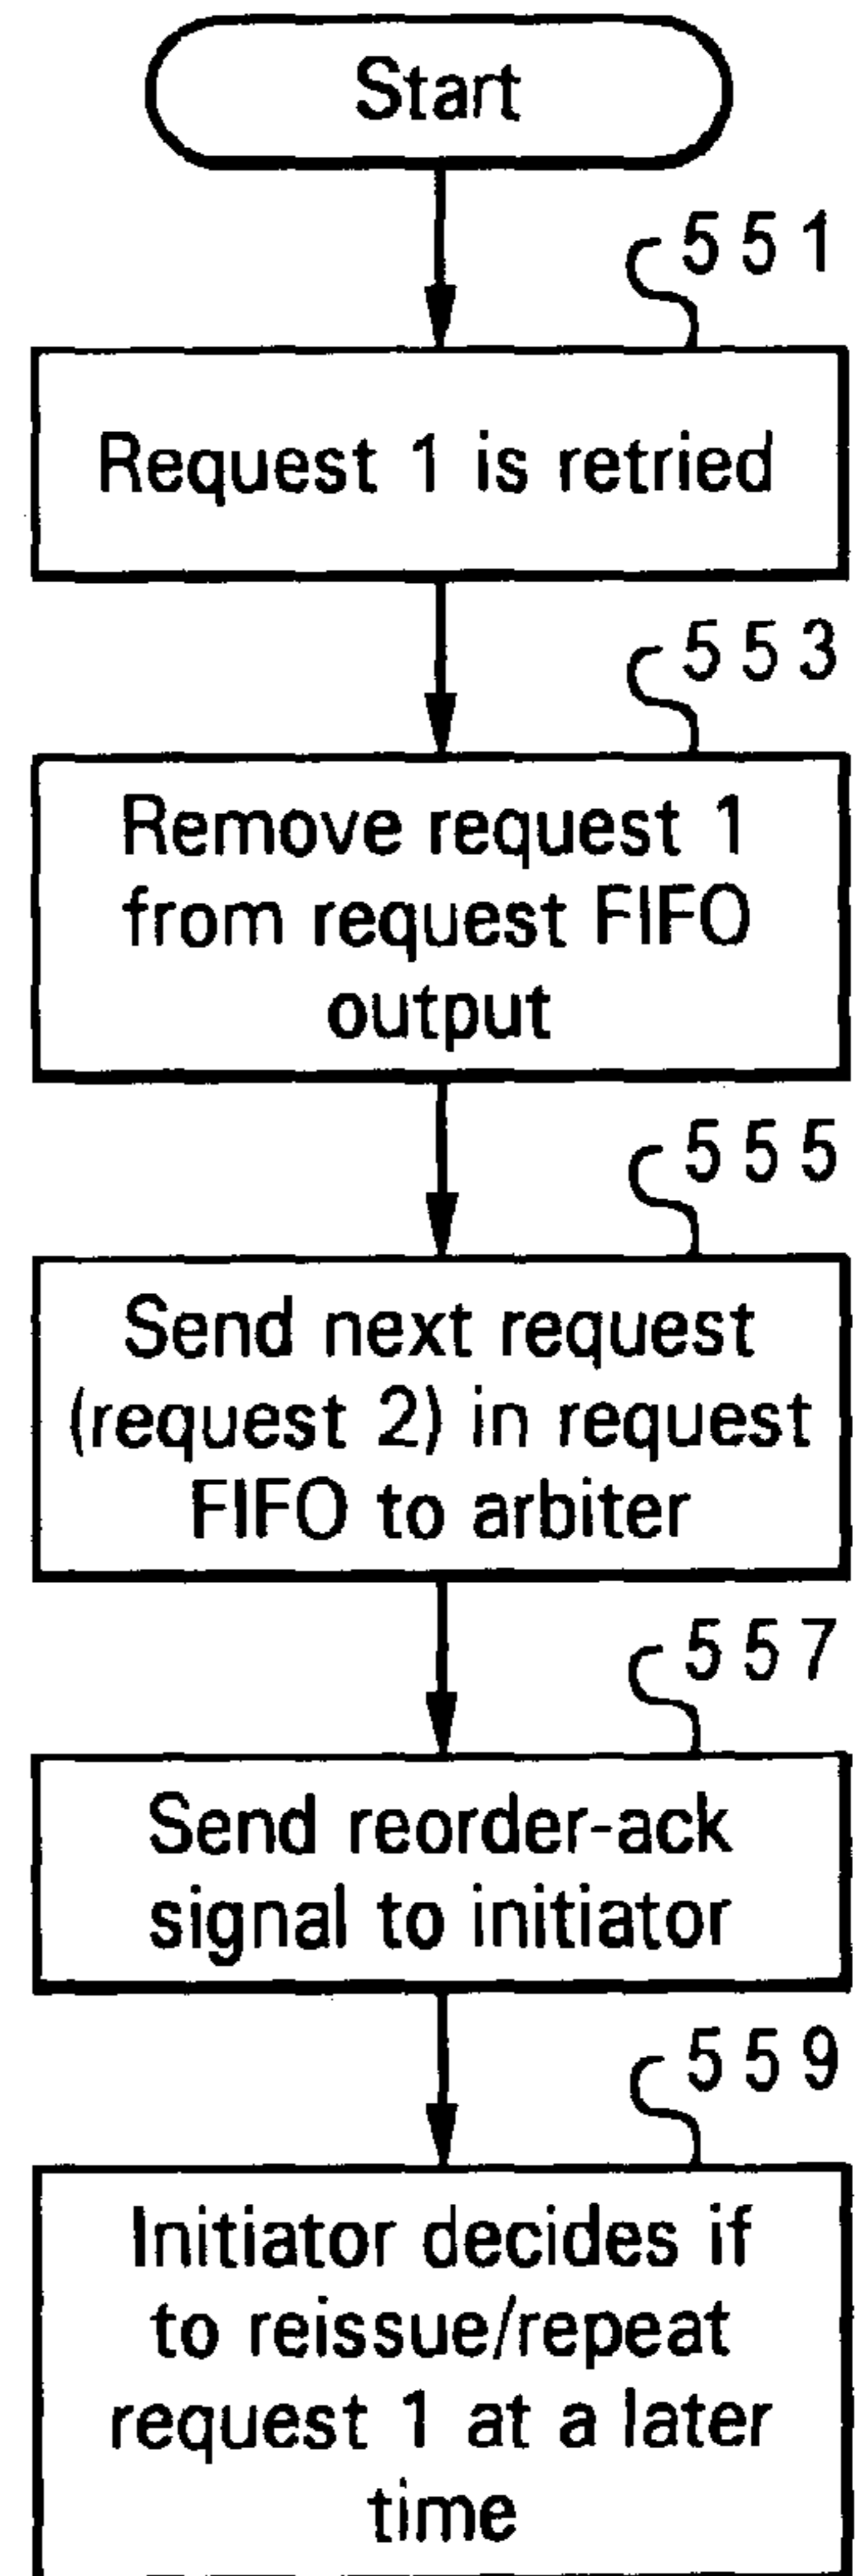 Start
551
Request 1 is retried
553
Remove request 1
from request FIFO
output
555
Send next request
(request 2) in request
FIFO to arbiter
557
Send reorder-ack
signal to initiator
559
Initiator decides if
to reissue/repeat
request 1 at a later
time